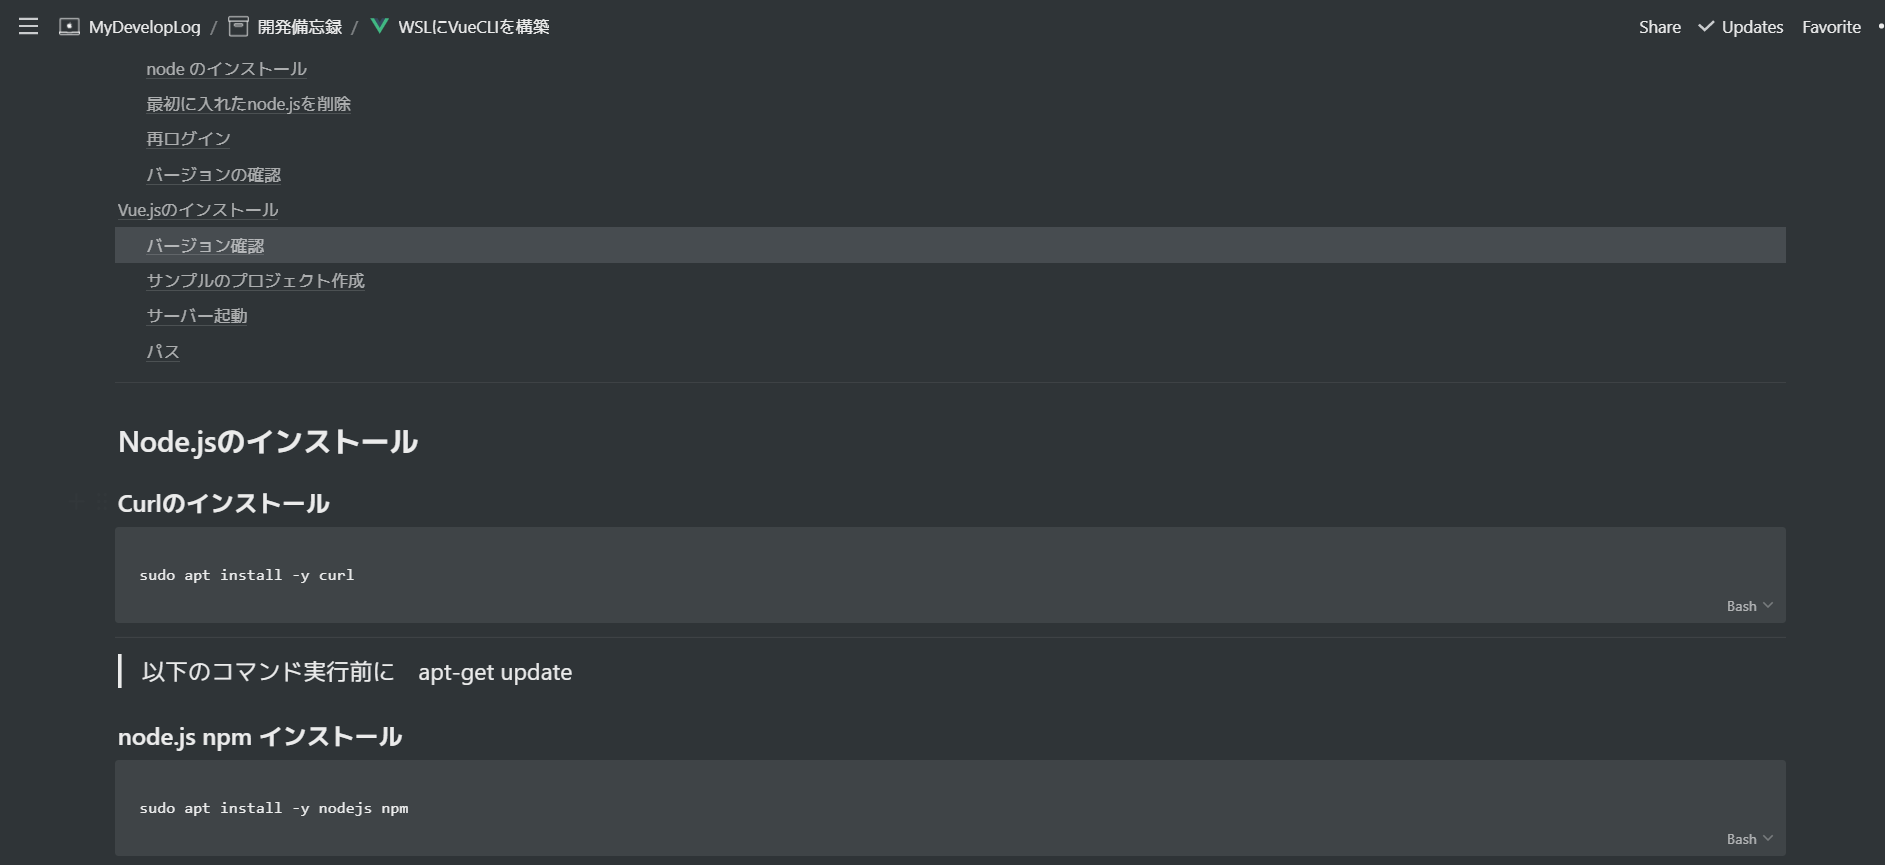 MyDevelopLog / 開発備忘録 / WSLにVueCLIを構築 Share Updates Favorite
node のインストール
最初に入れたnode.jsを削除
再ログイン
バージョンの確認
Vue.jsのインストール
バージョン確認
サンプルのプロジェクト作成
サーバー起動
パス
Node.jsのインストール
Curlのインストール
sudo apt install -y curl
Bash
以下のコマンド実行前に　apt-get update
node.js npm インストール
sudo apt install -y nodejs npm
Bash